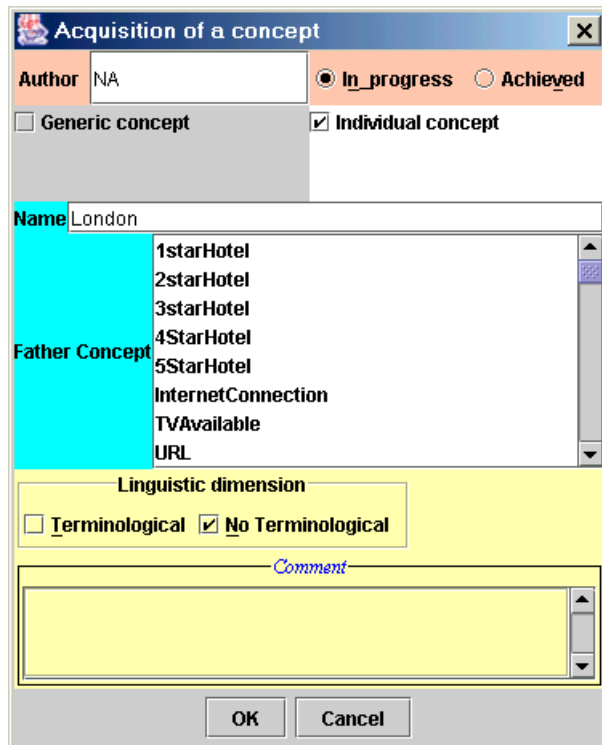 Acquisition of a concept
Author NA In_progress Achieved
Generic concept Individual concept
Name London
Father Concept
1starHotel
2starHotel
3starHotel
4StarHotel
5StarHotel
InternetConnection
TVAvailable
URL
Linguistic dimension
Terminological No Terminological
Comment
OK Cancel